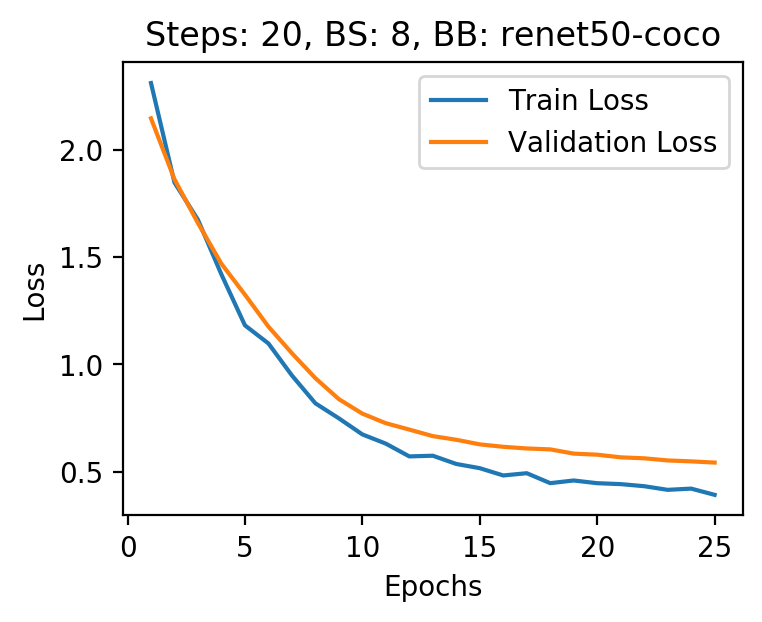 Steps: 20, BS: 8, BB: renet50-coco
Train Loss
Validation Loss
2.0
1.5
1.0
0.5
Loss
0 5 10 15 20 25
Epochs